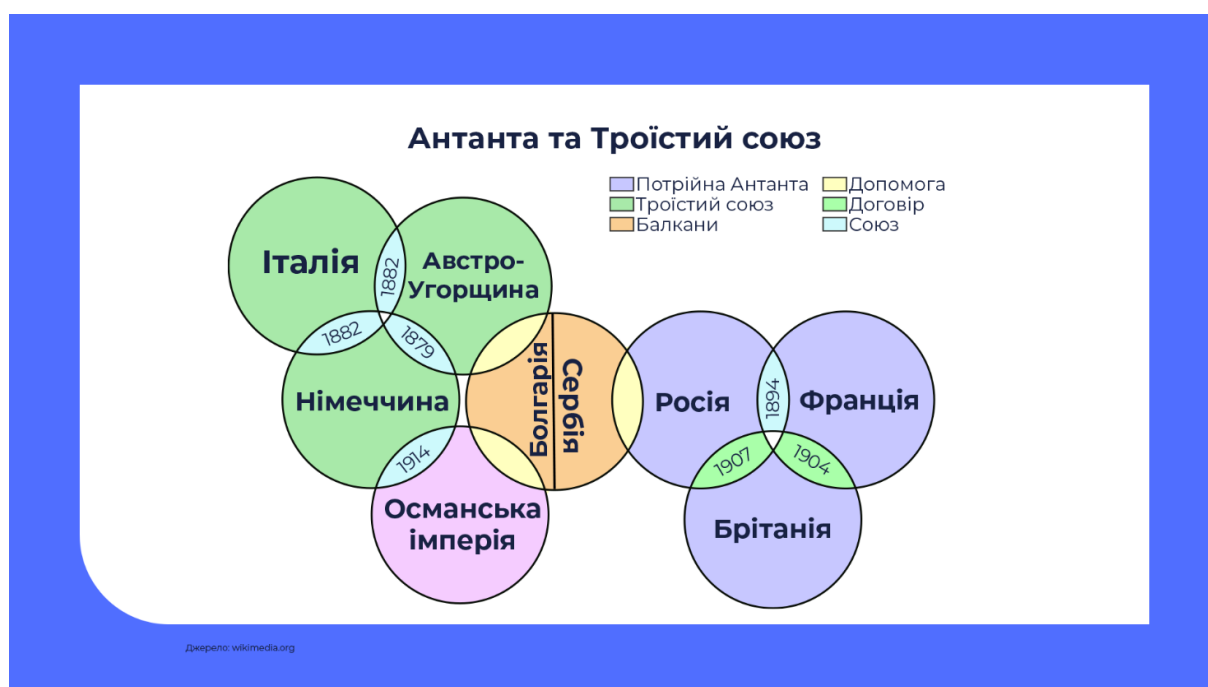 Антанта та Троїстий союз
Потрійна Антанта
Троїстий союз
Балкани
Допомога
Договір
Союз
Італія
Австро-
Угорщина
1882
1882
1879
Німеччина
Болгарія
Сербія
Росія
1894
Франція
1914
1907
1904
Османська
імперія
Брітанія
Джерело: wikimedia.org